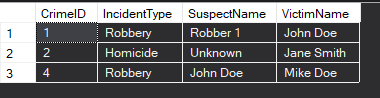 CrimeID IncidentType SuspectName VictimName
1 1 Robbery Robber 1 John Doe
2 2 Homicide Unknown Jane Smith
3 4 Robbery John Doe Mike Doe